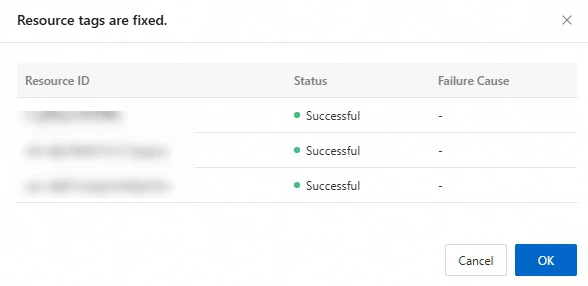 Resource tags are fixed.
Resource ID Status Failure Cause
Successful -
Successful -
Successful -
Cancel OK